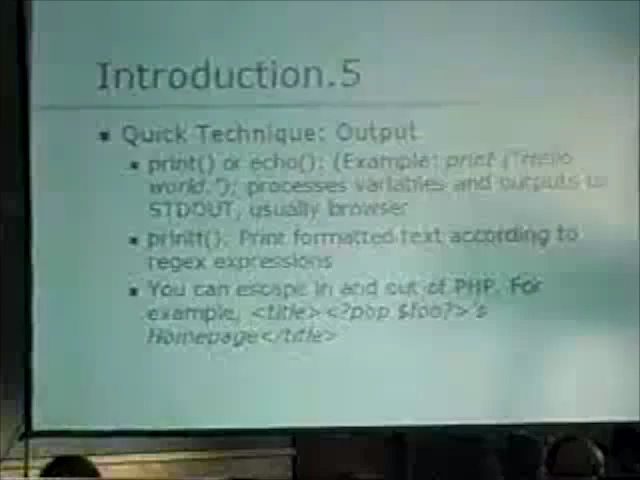 Introduction.5
Quick Technique: Output
print() or echo(): (Example: print ("Hello
world."); processes variables and outputs to
STDOUT, usually browser
printf(). Print formatted text according to
regex expressions
You can escape in and out of PHP. For
example, <title><?php $foo?>'s
Homepage</title>